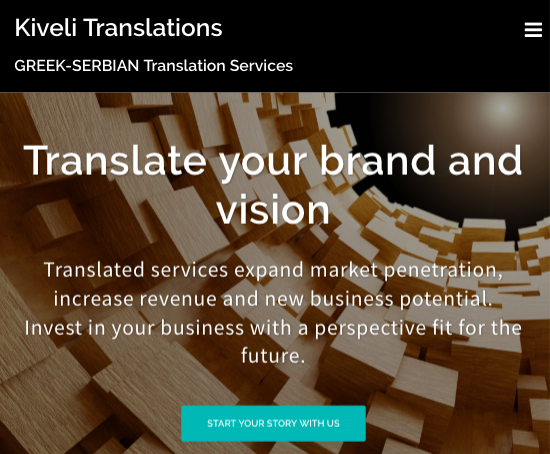 Kiveli Translations
GREEK-SERBIAN Translation Services
Translate your brand and
vision
Translated services expand market penetration,
increase revenue and new business potential.
Invest in your business with a perspective fit for the
future.
START YOUR STORY WITH US